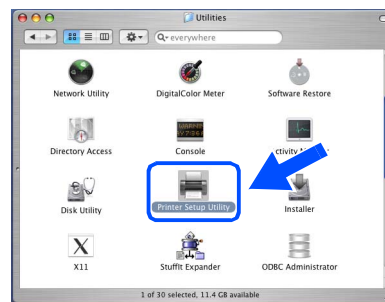 Utilities
everywhere
Network Utility
DigitalColor Meter
Software Restore
Directory Access
Console
ctivity
Disk Utility
Printer Setup Utility
Installer
X11
StuffIt Expander
ODBC Administrator
1 of 30 selected, 11.4 GB available